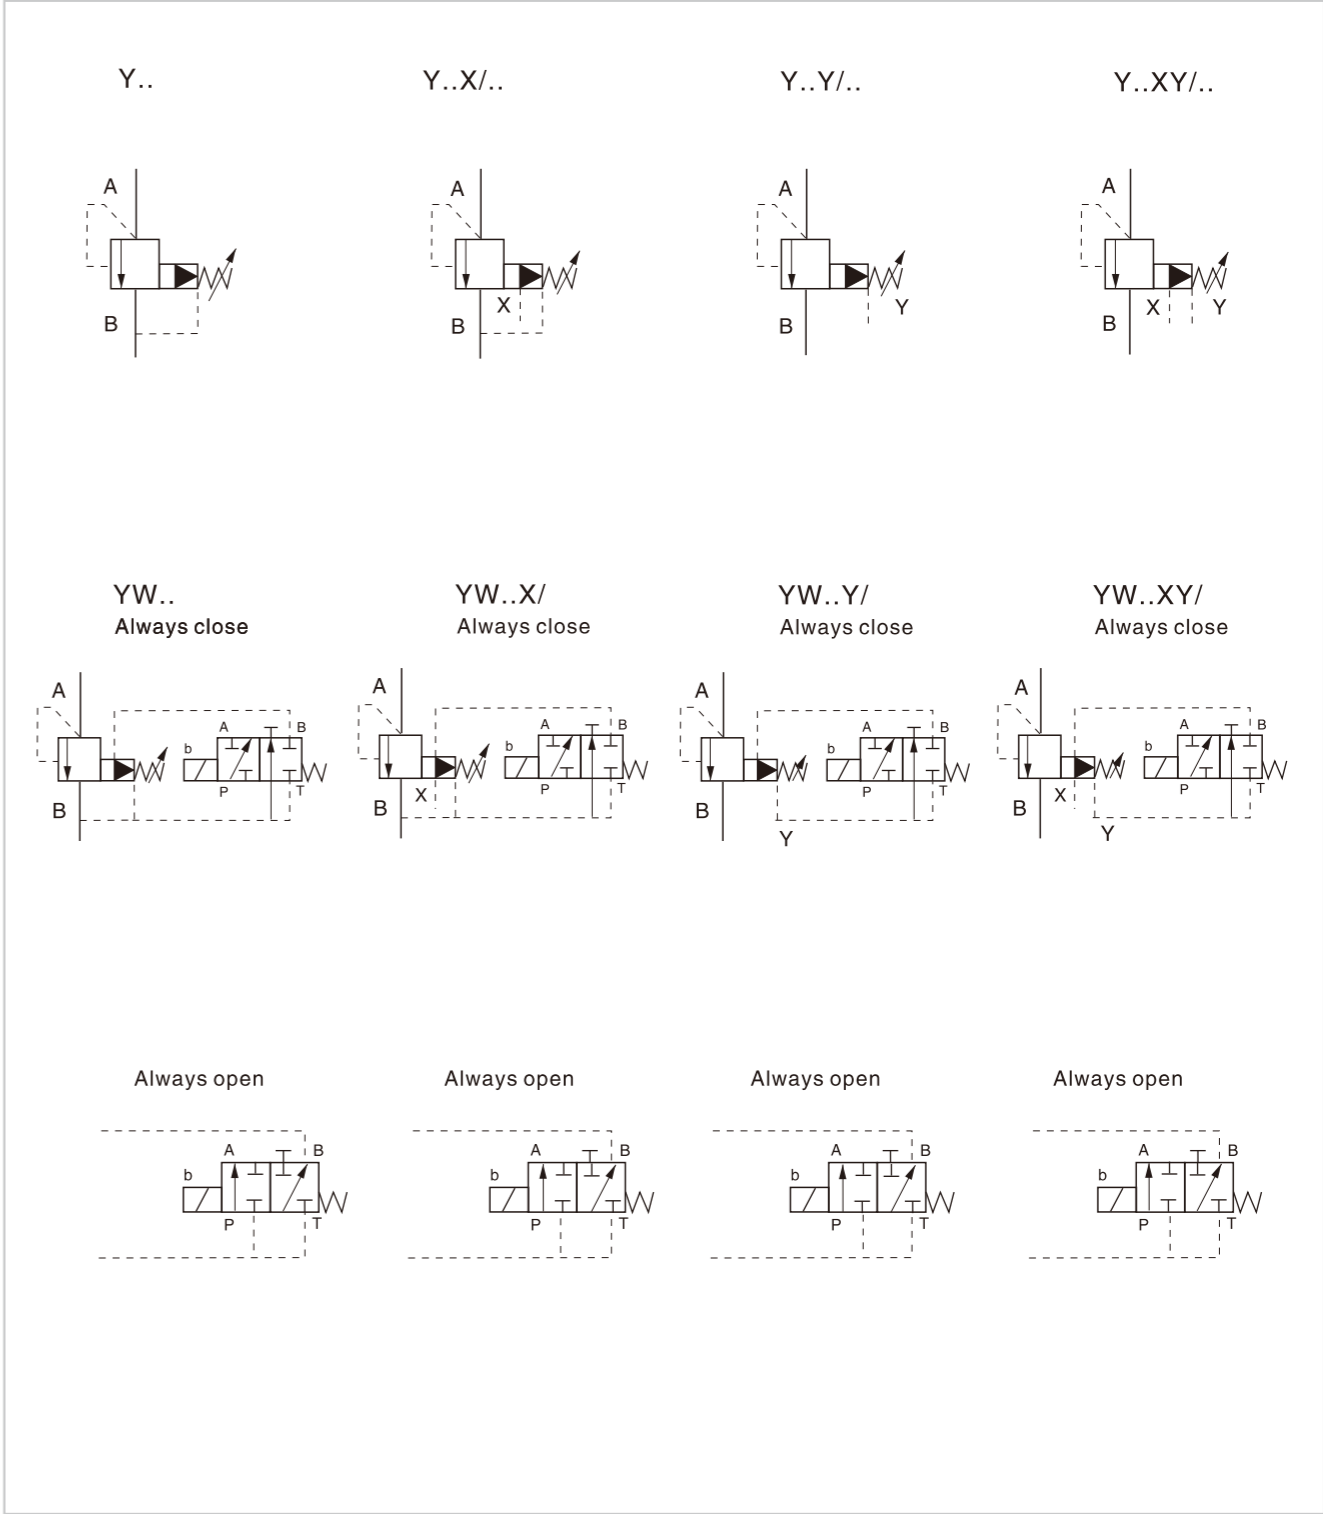 Y.. Y..X/.. Y..Y/.. Y..XY/..
A A A A
X Y X Y
B B B B
YW.. YW..X/ YW..Y/ YW..XY/
Always close Always close Always close Always close
A A A A
A B A B A B A B
b b b b
P T P T P T P T
B X B B X B
Y Y
Always open Always open Always open Always open
A B A B A B A B
b b b b
P T P T P T P T